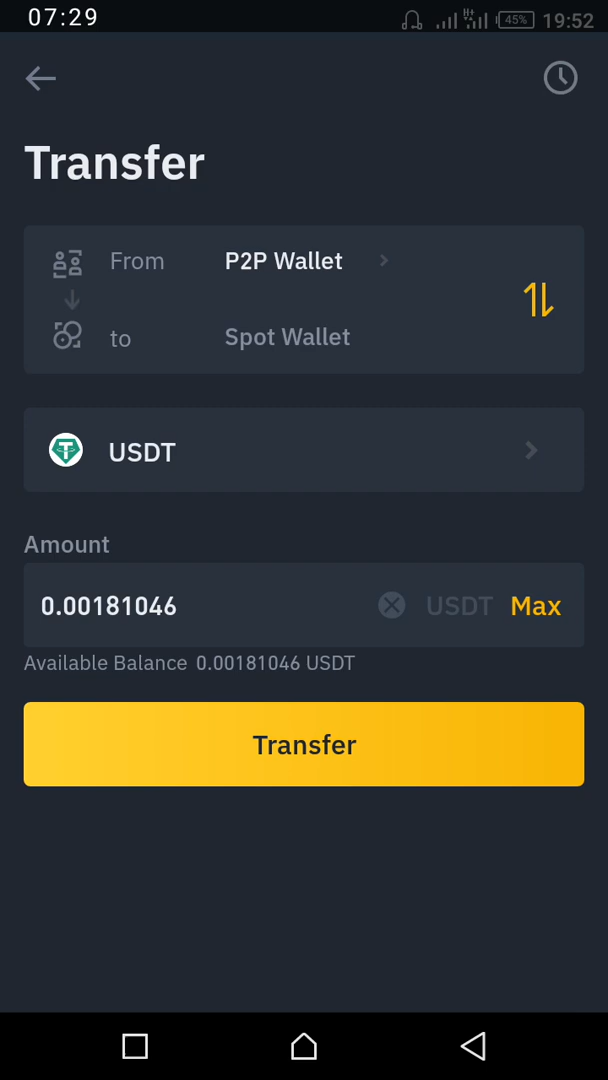 07:29
H+ 45% 19:52
Transfer
From P2P Wallet
to Spot Wallet
USDT
Amount
0.00181046 USDT Max
Available Balance 0.00181046 USDT
Transfer